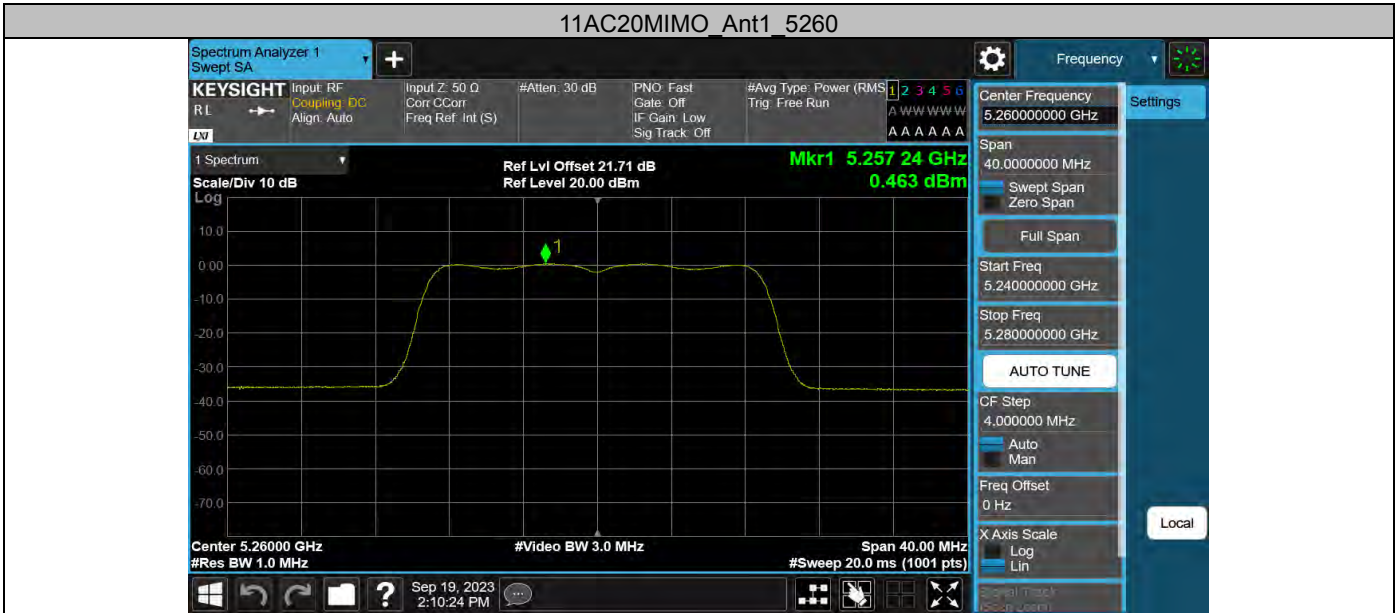 11AC20MIMO_Ant1_5260
Spectrum Analyzer 1
Swept SA
Frequency
KEYSIGHT
Input: RF
Input Z: 50 Ω
#Atten: 30 dB
PNO: Fast
#Avg Type: Power (RMS
1 2 3 4 5 6
R L
Coupling: DC
Corr CCorr
Gate: Off
Trig: Free Run
A W W W W W
Align: Auto
Freq Ref: Int (S)
IF Gain: Low
Sig Track: Off
A A A A A A
LXI
Center Frequency
5.260000000 GHz
Settings
Span
40.0000000 MHz
Swept Span
Zero Span
Full Span
Start Freq
5.240000000 GHz
Stop Freq
5.280000000 GHz
AUTO TUNE
CF Step
4.000000 MHz
Auto
Man
Freq Offset
0 Hz
X Axis Scale
Log
Lin
Local
1 Spectrum
Ref Lvl Offset 21.71 dB
Mkr1 5.257 24 GHz
Scale/Div 10 dB
Ref Level 20.00 dBm
0.463 dBm
Log
10.0
1
0.00
-10.0
-20.0
-30.0
-40.0
-50.0
-60.0
-70.0
Center 5.26000 GHz
#Video BW 3.0 MHz
Span 40.00 MHz
#Res BW 1.0 MHz
#Sweep 20.0 ms (1001 pts)
?
Sep 19, 2023
2:10:24 PM